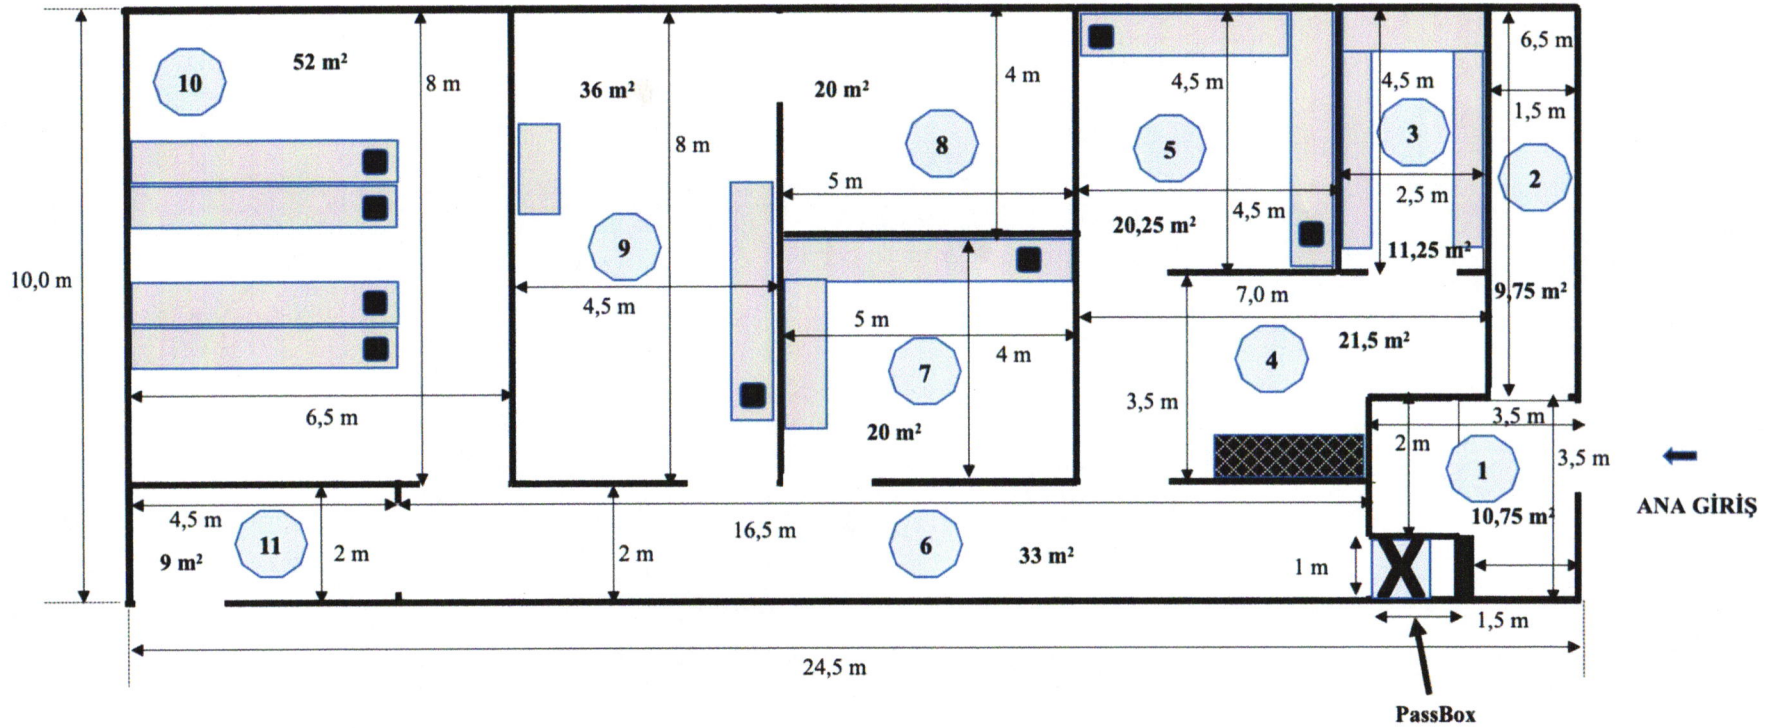 10
52 m²
8 m
36 m²
8 m
20 m²
4 m
8
5 m
4,5 m
5
4,5 m
20,25 m²
4,5 m
3
2,5 m
11,25 m²
6,5 m
1,5 m
2
9,75 m²
10,0 m
9
4,5 m
5 m
7
4 m
20 m²
7,0 m
21,5 m²
4
3,5 m
6,5 m
3,5 m
2 m
1
3,5 m
10,75 m²
ANA GİRİŞ
4,5 m
11
9 m²
2 m
2 m
16,5 m
6
33 m²
1 m
1,5 m
24,5 m
PassBox